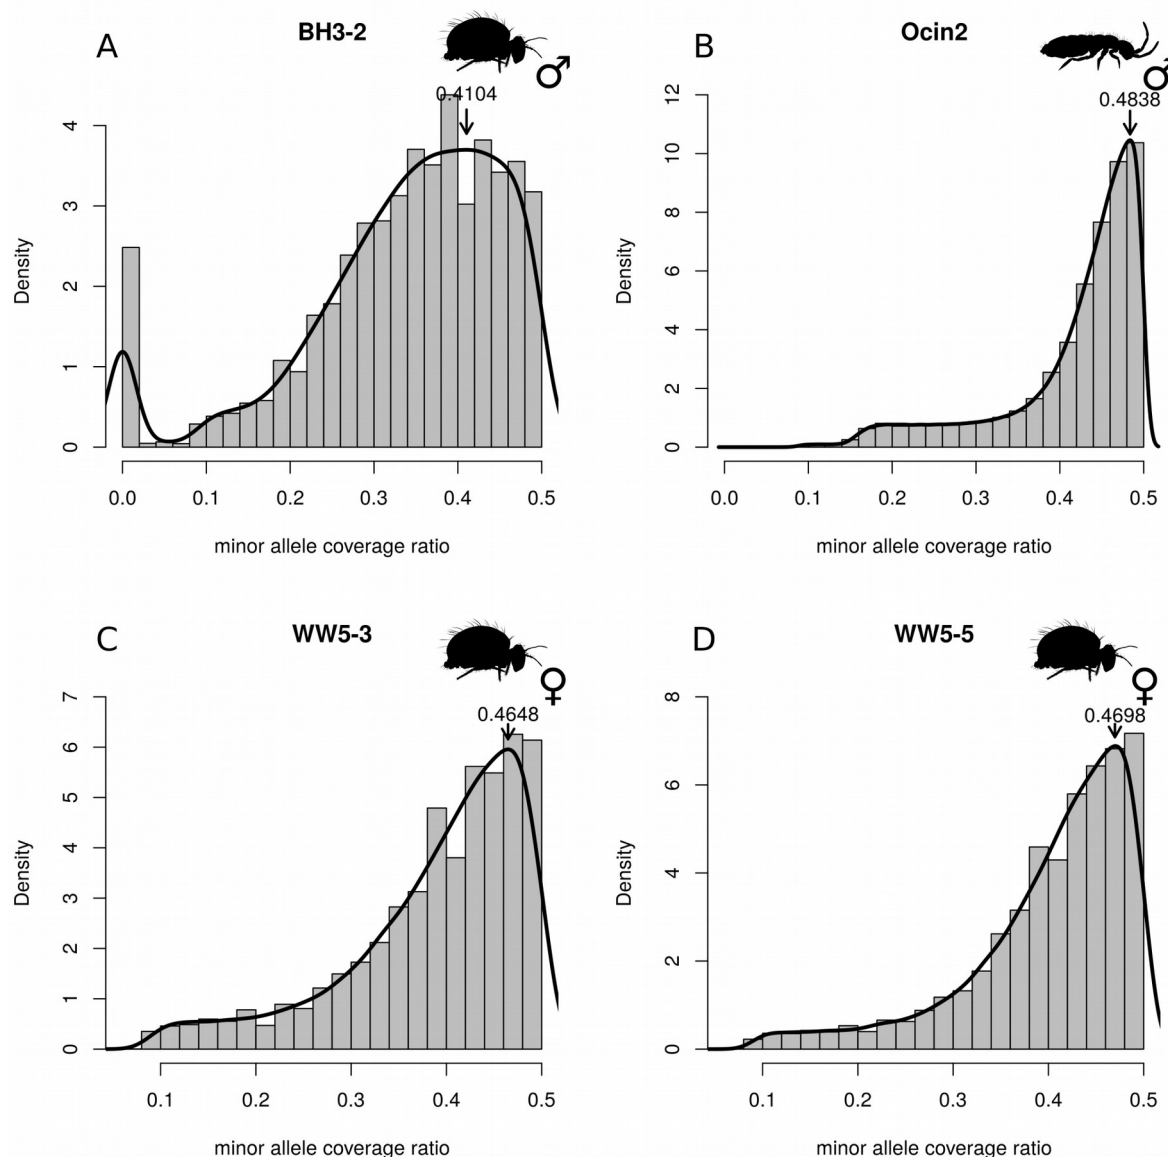 A
BH3-2
♂
0.4104
4
3
2
1
0
Density
0.0 0.1 0.2 0.3 0.4 0.5
minor allele coverage ratio
B
Ocin2
♂
0.4838
12
10
8
6
4
2
0
Density
0.0 0.1 0.2 0.3 0.4 0.5
minor allele coverage ratio
C
WW5-3
♀
0.4648
7
6
5
4
3
2
1
0
Density
0.1 0.2 0.3 0.4 0.5
minor allele coverage ratio
D
WW5-5
♀
0.4698
8
6
4
2
0
Density
0.1 0.2 0.3 0.4 0.5
minor allele coverage ratio